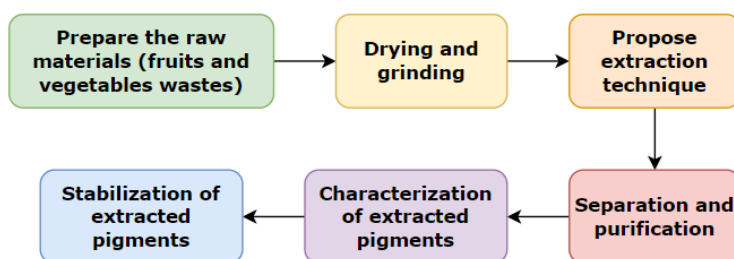 Prepare the raw
materials (fruits and
vegetables wastes)
Drying and
grinding
Propose
extraction
technique
Separation and
purification
Characterization
of extracted
pigments
Stabilization of
extracted
pigments